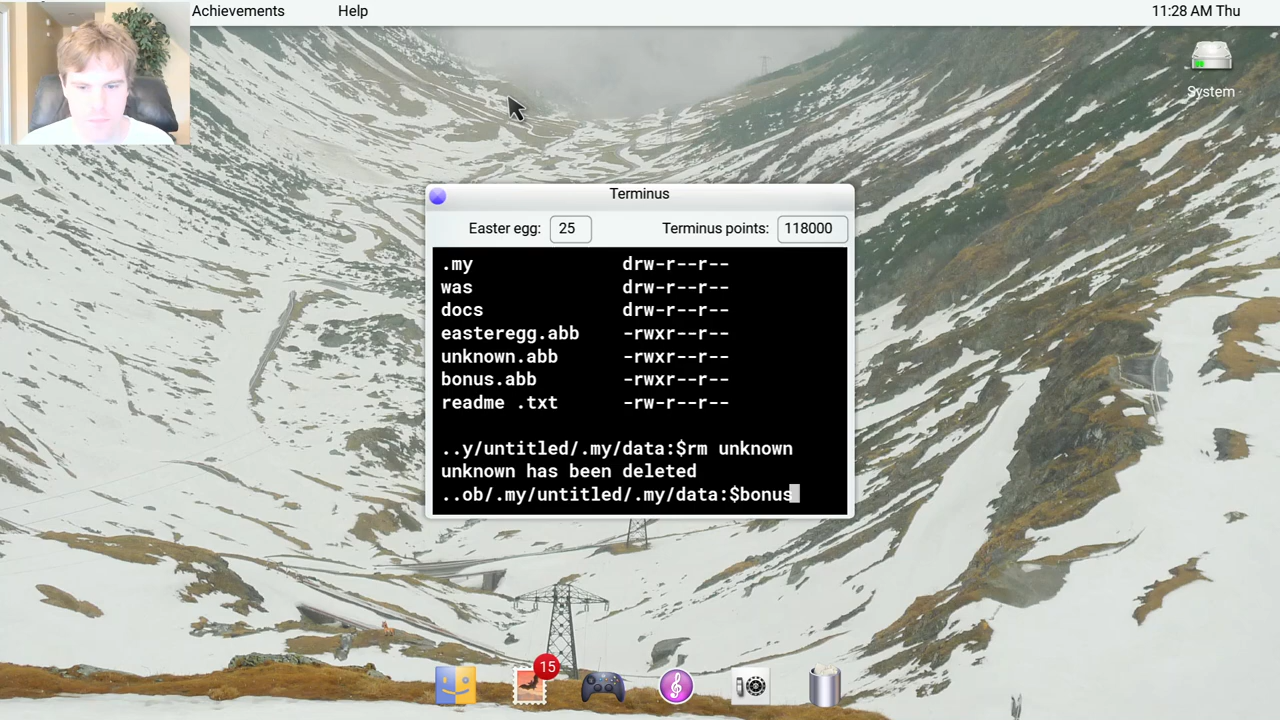 Achievements Help 11:28 AM Thu
System
Terminus
Easter egg: 25 Terminus points: 118000
.my drw-r--r--
was drw-r--r--
docs drw-r--r--
easteregg.abb -rwxr--r--
unknown.abb -rwxr--r--
bonus.abb -rwxr--r--
readme .txt -rw-r--r--
..y/untitled/.my/data:$rm unknown
unknown has been deleted
..ob/.my/untitled/.my/data:$bonus
15